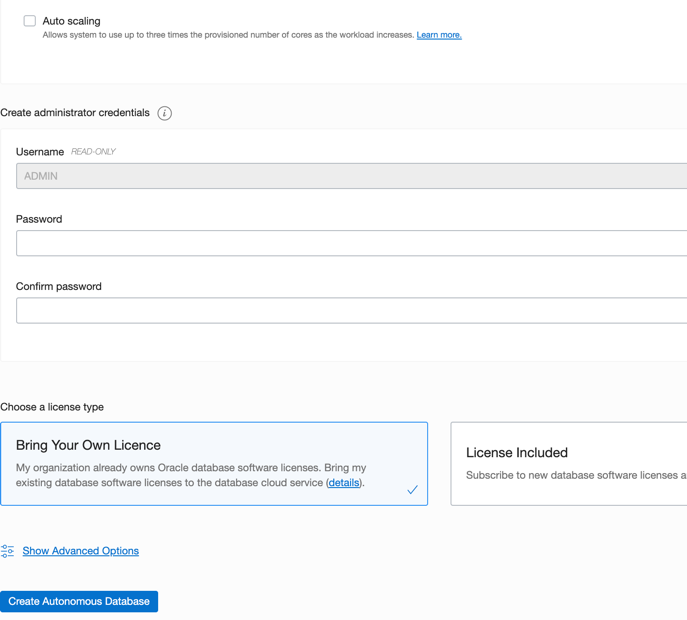 Auto scaling
Allows system to use up to three times the provisioned number of cores as the workload increases. Learn more.
Create administrator credentials i
Username READ-ONLY
ADMIN
Password
Confirm password
Choose a license type
Bring Your Own Licence
My organization already owns Oracle database software licenses. Bring my
existing database software licenses to the database cloud service (details).
License Included
Subscribe to new database software licenses a
Show Advanced Options
Create Autonomous Database